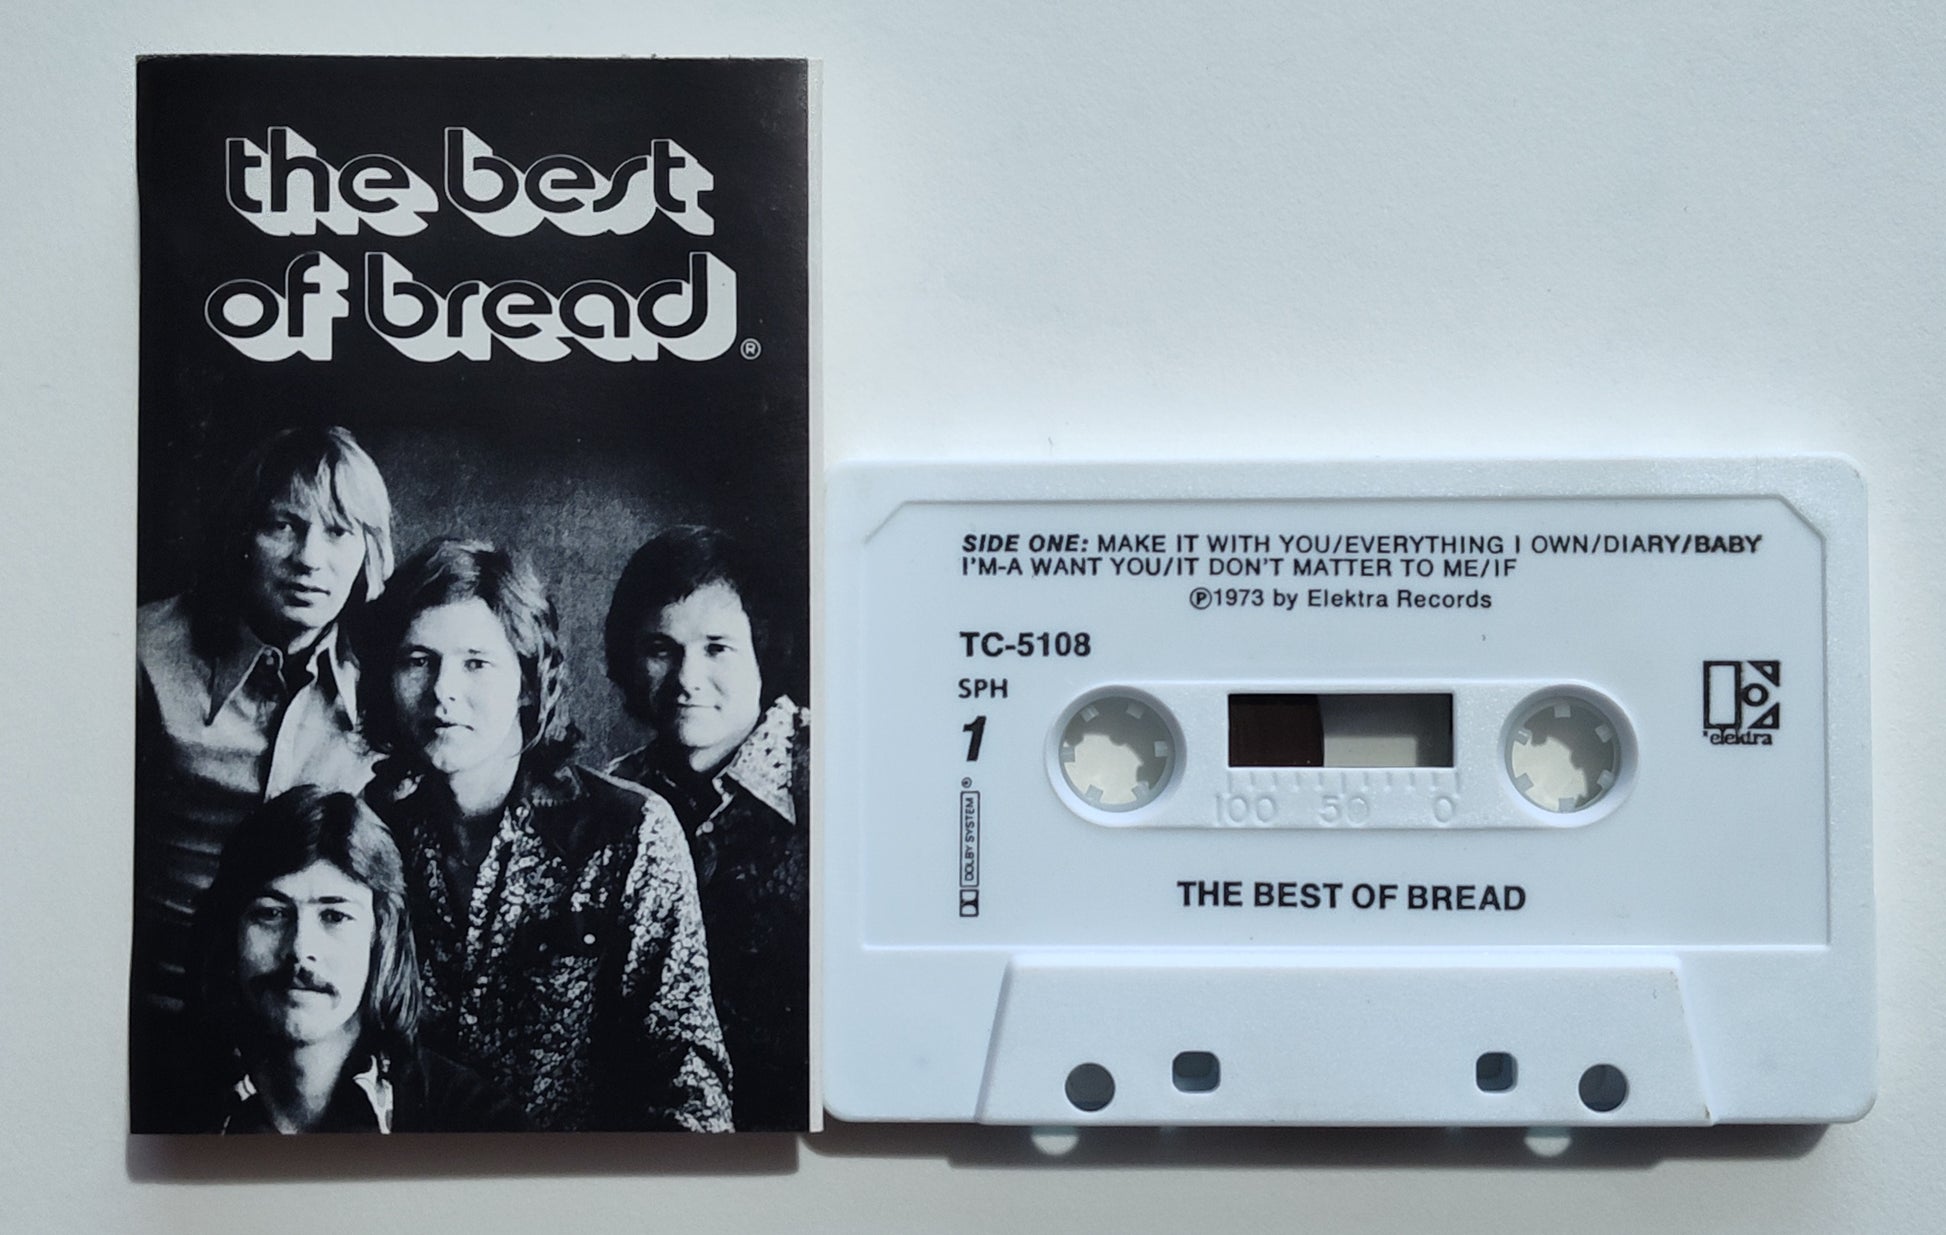 the best
of bread®
SIDE ONE: MAKE IT WITH YOU/EVERYTHING I OWN/DIARY/BABY
I'M-A WANT YOU/IT DON'T MATTER TO ME/IF
℗1973 by Elektra Records
TC-5108
SPH
1
DOLBY SYSTEM®
elektra
100 50 0
THE BEST OF BREAD